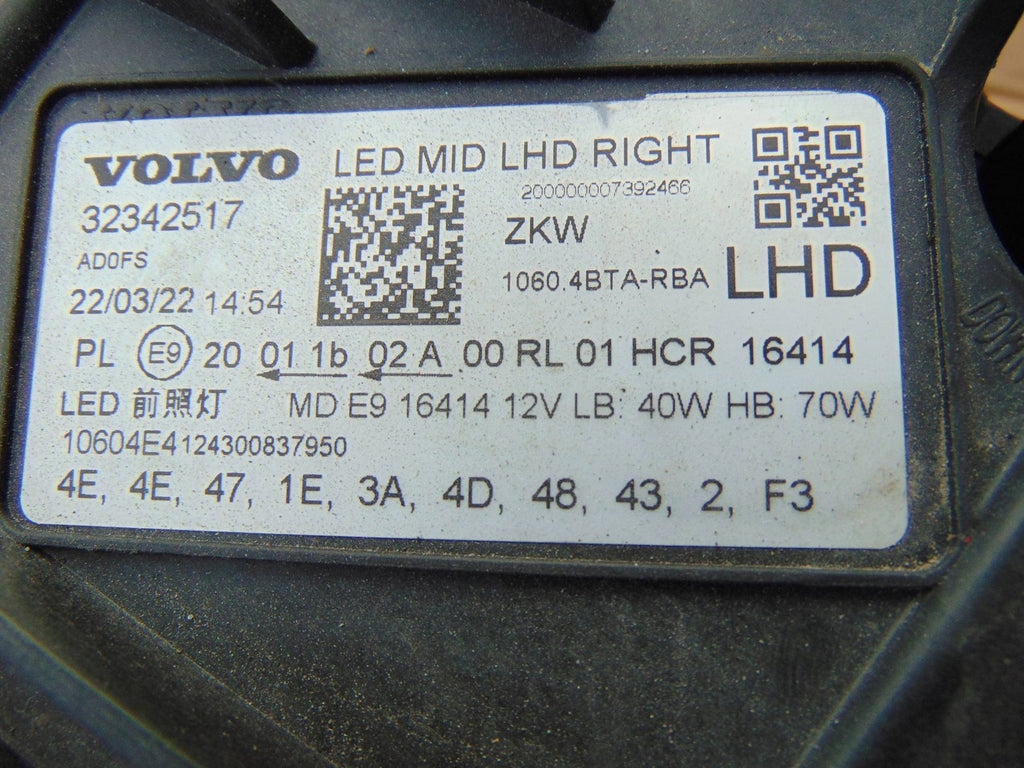 VOLVO
LED MID LHD RIGHT
200000007392466
32342517
ZKW
AD0FS
1060.4BTA-RBA
LHD
22/03/22 14:54
PL E9 20 01 1b 02 A 00 RL 01 HCR 16414
LED 前照灯 MD E9 16414 12V LB: 40W HB: 70W
10604E4124300837950
4E, 4E, 47, 1E, 3A, 4D, 48, 43, 2, F3
DOWN